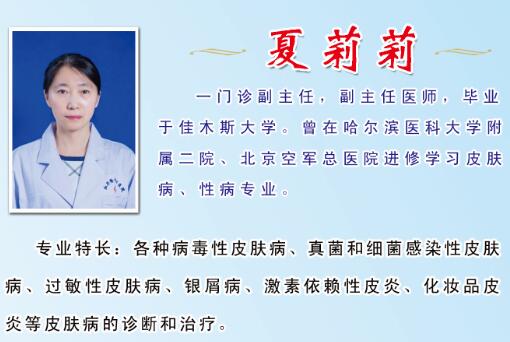 夏莉莉
一门诊副主任，副主任医师，毕业
于佳木斯大学。曾在哈尔滨医科大学附
属二院、北京空军总医院进修学习皮肤
病、性病专业。
专业特长：各种病毒性皮肤病、真菌和细菌感染性皮肤
病、过敏性皮肤病、银屑病、激素依赖性皮炎、化妆品皮
炎等皮肤病的诊断和治疗。